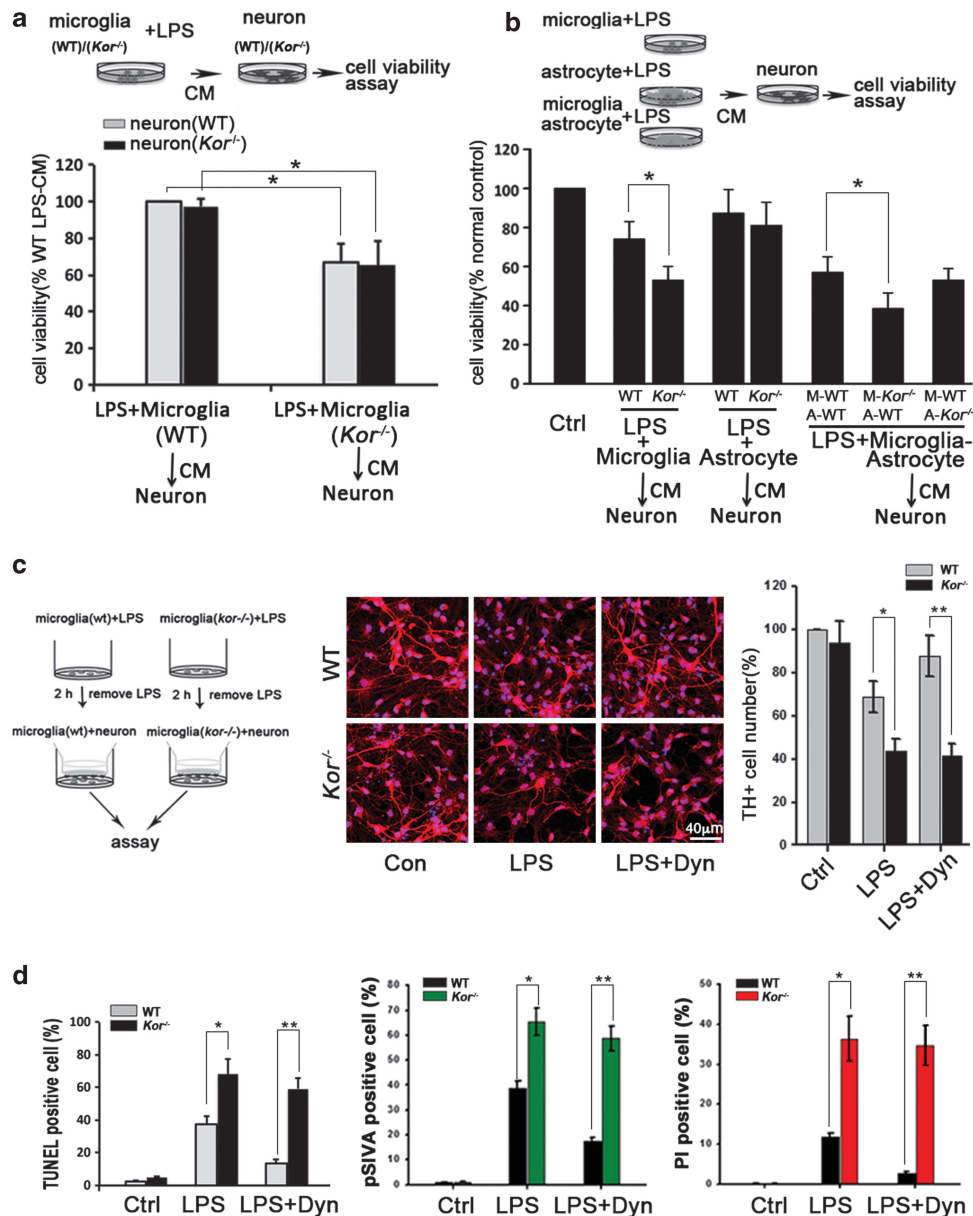 a
microglia
(WT)/(Kor-/-)
+LPS
neuron
(WT)/(Kor-/-)
CM
cell viability
assay
neuron(WT)
neuron(Kor-/-)
cell viability(% WT LPS-CM)
120
100
80
60
40
20
0
*
*
LPS+Microglia
(WT)
CM
Neuron
LPS+Microglia
(Kor-/-)
CM
Neuron
b
microglia+LPS
astrocyte+LPS
microglia
astrocyte+LPS
CM
neuron
cell viability
assay
cell viability(% normal control)
120
100
80
60
40
20
0
*
*
Ctrl
WT Kor-/-
LPS
+
Microglia
CM
Neuron
WT Kor-/-
LPS
+
Astrocyte
CM
Neuron
M-WT M-Kor-/- M-WT
A-WT A-WT A-Kor-/-
LPS+Microglia-
Astrocyte
CM
Neuron
c
microglia(wt)+LPS
microglia(kor-/-)+LPS
2 h remove LPS
2 h remove LPS
microglia(wt)+neuron
microglia(kor-/-)+neuron
assay
WT
Kor-/-
40μm
Con
LPS
LPS+Dyn
WT
Kor-/-
TH+ cell number(%)
120
100
80
60
40
20
0
*
**
Ctrl
LPS
LPS+Dyn
d
WT
Kor-/-
TUNEL positive cell (%)
100
80
60
40
20
0
*
**
Ctrl
LPS
LPS+Dyn
WT
Kor-/-
pSIVA positive cell (%)
80
70
60
50
40
30
20
10
0
*
**
Ctrl
LPS
LPS+Dyn
WT
Kor-/-
PI positive cell (%)
50
40
30
20
10
0
*
**
Ctrl
LPS
LPS+Dyn